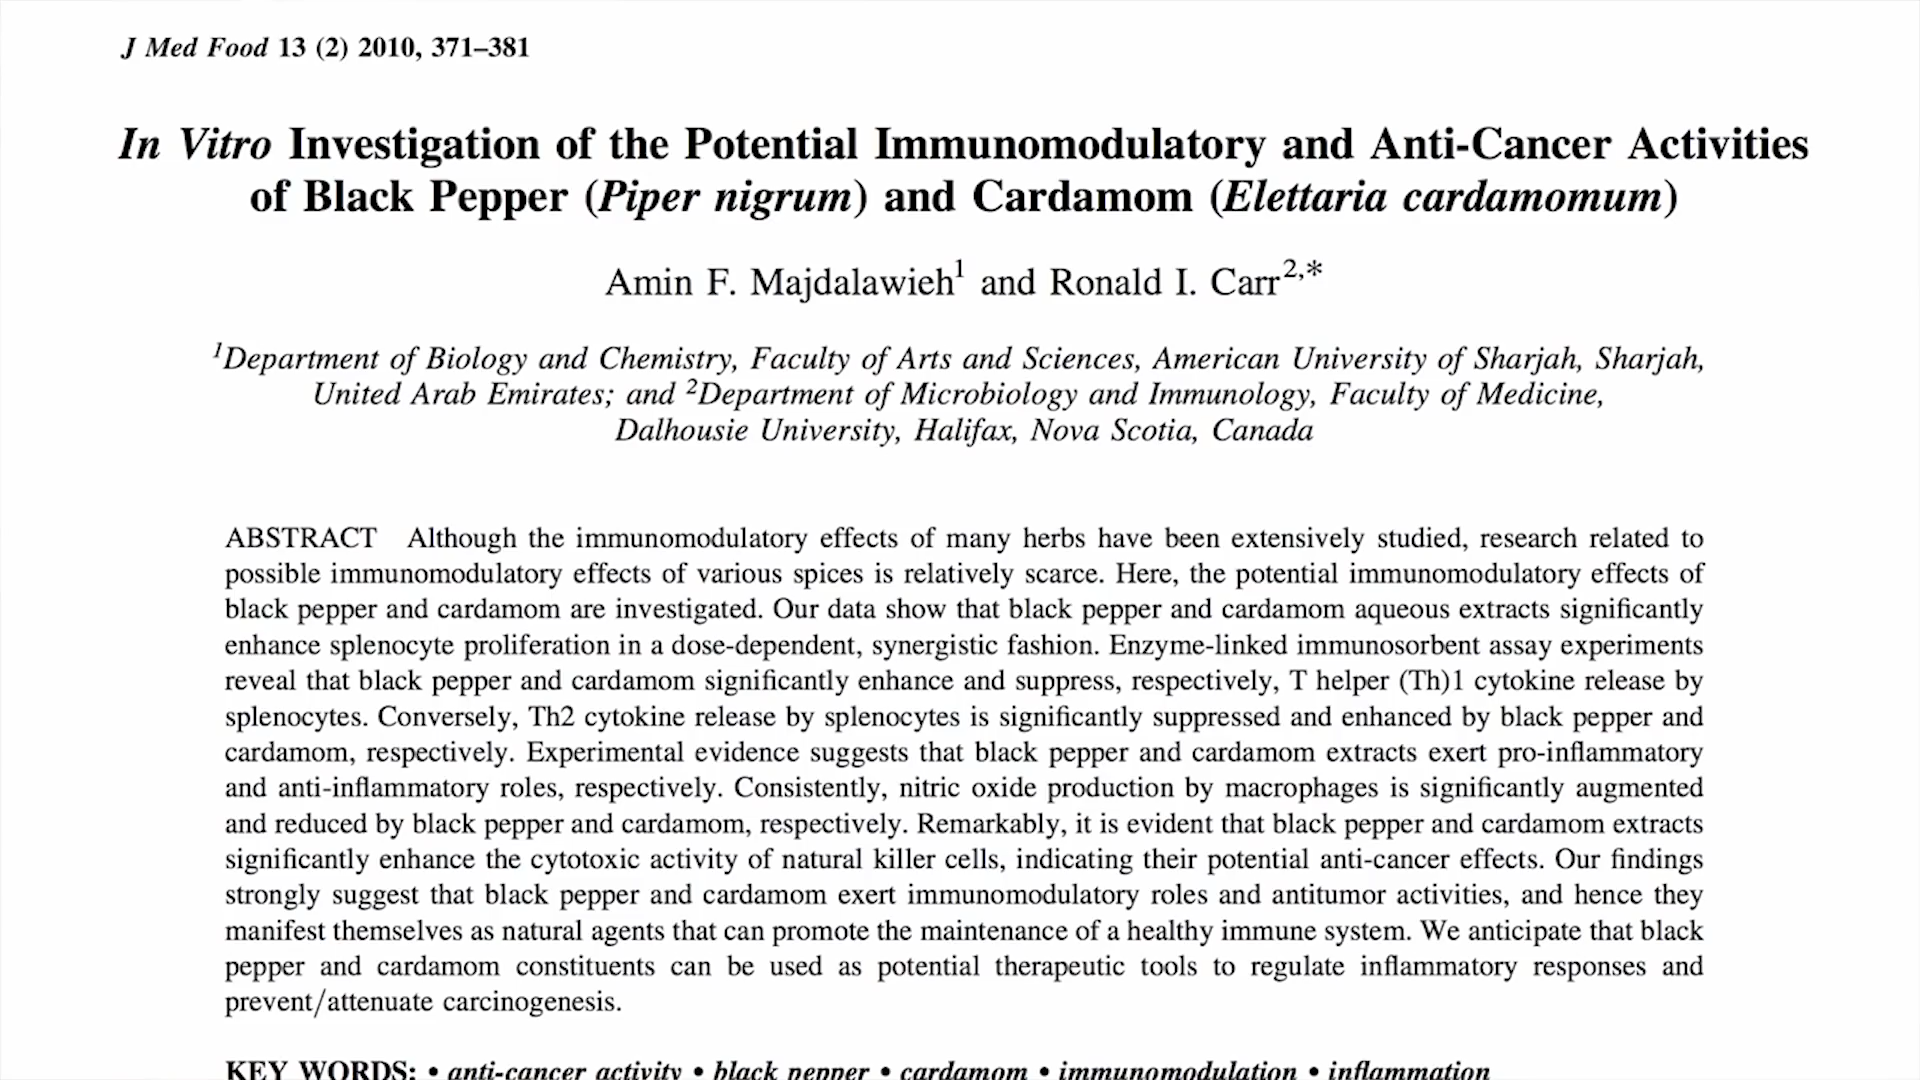 J Med Food 13 (2) 2010, 371–381
In Vitro Investigation of the Potential Immunomodulatory and Anti-Cancer Activities
of Black Pepper (Piper nigrum) and Cardamom (Elettaria cardamomum)
Amin F. Majdalawieh¹ and Ronald I. Carr²,*
¹Department of Biology and Chemistry, Faculty of Arts and Sciences, American University of Sharjah, Sharjah,
United Arab Emirates; and ²Department of Microbiology and Immunology, Faculty of Medicine,
Dalhousie University, Halifax, Nova Scotia, Canada
ABSTRACT Although the immunomodulatory effects of many herbs have been extensively studied, research related to
possible immunomodulatory effects of various spices is relatively scarce. Here, the potential immunomodulatory effects of
black pepper and cardamom are investigated. Our data show that black pepper and cardamom aqueous extracts significantly
enhance splenocyte proliferation in a dose-dependent, synergistic fashion. Enzyme-linked immunosorbent assay experiments
reveal that black pepper and cardamom significantly enhance and suppress, respectively, T helper (Th)1 cytokine release by
splenocytes. Conversely, Th2 cytokine release by splenocytes is significantly suppressed and enhanced by black pepper and
cardamom, respectively. Experimental evidence suggests that black pepper and cardamom extracts exert pro-inflammatory
and anti-inflammatory roles, respectively. Consistently, nitric oxide production by macrophages is significantly augmented
and reduced by black pepper and cardamom, respectively. Remarkably, it is evident that black pepper and cardamom extracts
significantly enhance the cytotoxic activity of natural killer cells, indicating their potential anti-cancer effects. Our findings
strongly suggest that black pepper and cardamom exert immunomodulatory roles and antitumor activities, and hence they
manifest themselves as natural agents that can promote the maintenance of a healthy immune system. We anticipate that black
pepper and cardamom constituents can be used as potential therapeutic tools to regulate inflammatory responses and
prevent/attenuate carcinogenesis.
KEY WORDS: • anti-cancer activity • black pepper • cardamom • immunomodulation • inflammation